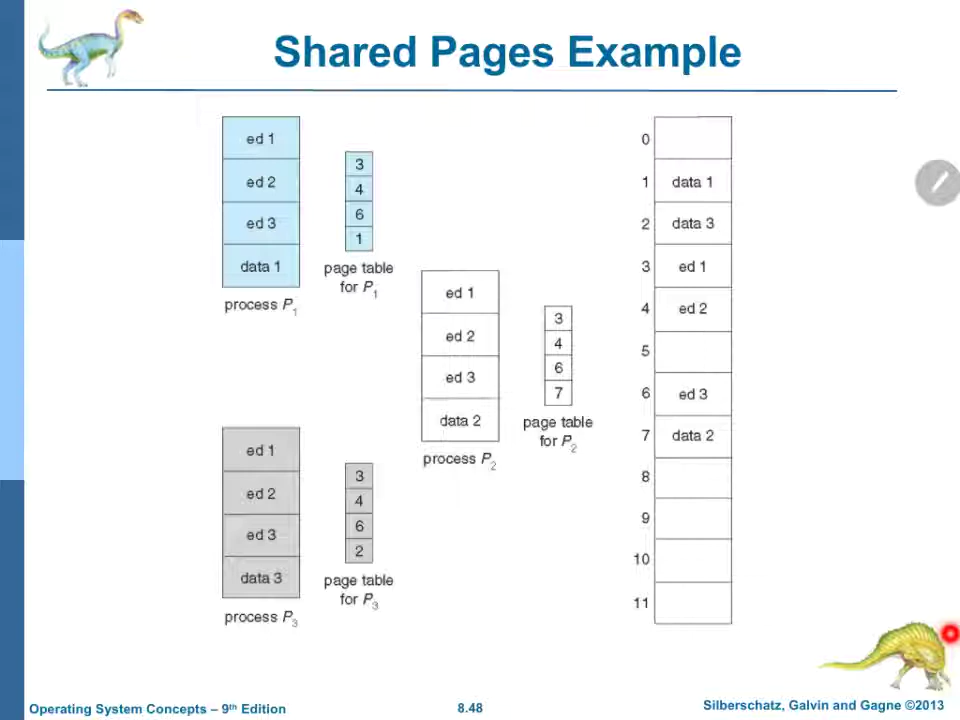 Shared Pages Example
ed 1
ed 2
ed 3
data 1
process P1
3
4
6
1
page table
for P1
ed 1
ed 2
ed 3
data 2
process P2
3
4
6
7
page table
for P2
ed 1
ed 2
ed 3
data 3
process P3
3
4
6
2
page table
for P3
0
1 data 1
2 data 3
3 ed 1
4 ed 2
5
6 ed 3
7 data 2
8
9
10
11
Operating System Concepts – 9th Edition
8.48
Silberschatz, Galvin and Gagne ©2013